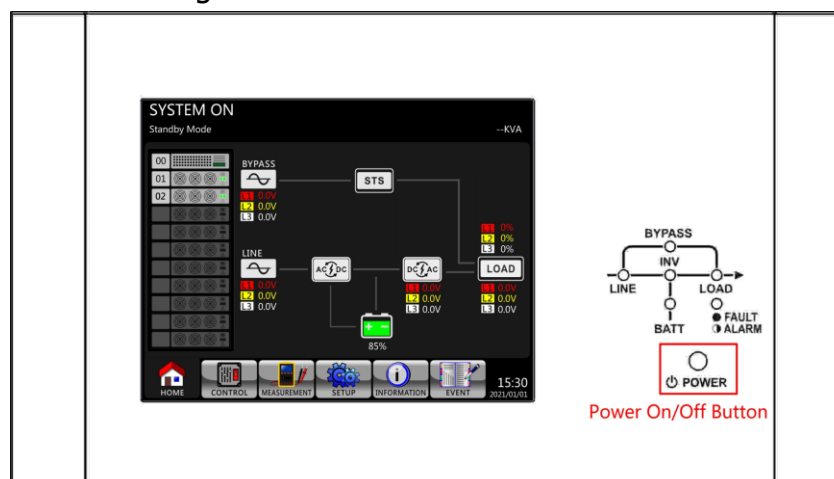 SYSTEM ON
Standby Mode
--KVA
00
01
02
BYPASS
L1 0.0V
L2 0.0V
L3 0.0V
STS
LINE
L1 0.0V
L2 0.0V
L3 0.0V
AC DC
DC AC
L1 0.0V
L2 0.0V
L3 0.0V
L1 0%
L2 0%
L3 0%
LOAD
L1 0.0V
L2 0.0V
L3 0.0V
85%
HOME
CONTROL
MEASUREMENT
SETUP
INFORMATION
EVENT
15:30
2021/01/01
BYPASS
INV
LINE
LOAD
BATT
FAULT
ALARM
POWER
Power On/Off Button